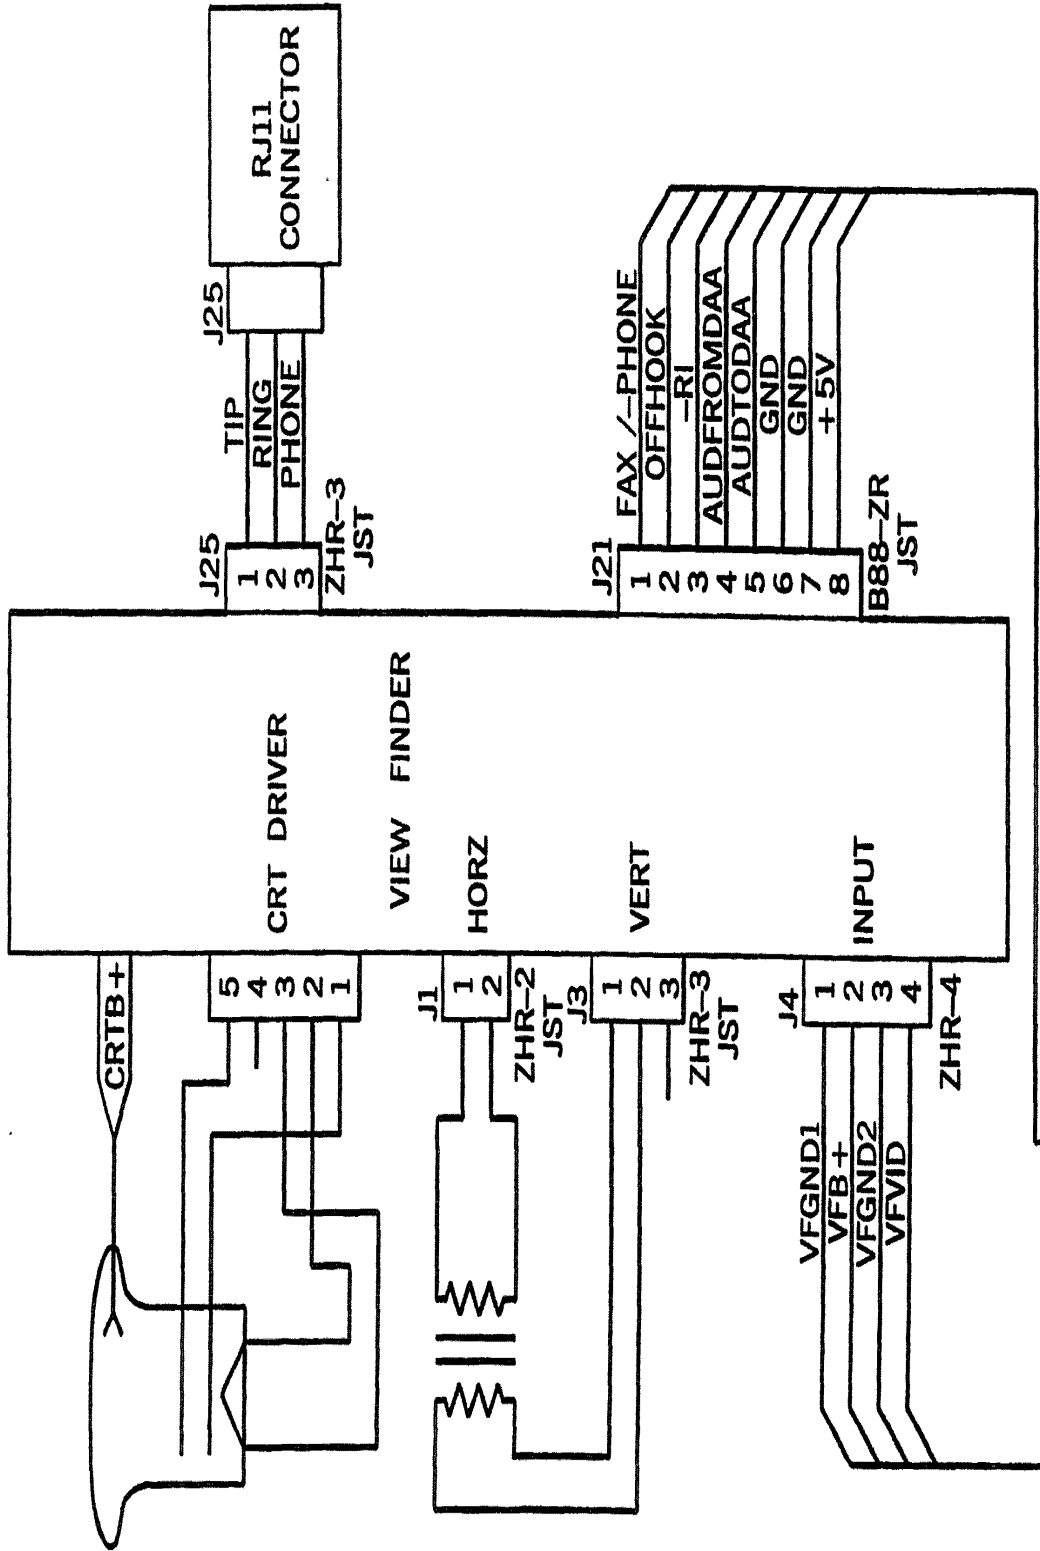 RJ11
CONNECTOR
J25
TIP
RING
PHONE
J25
1
2
3
ZHR-3
JST
FAX /-PHONE
OFFHOOK
-RI
AUDFROMDAA
AUDTODAA
GND
GND
+5V
J21
1
2
3
4
5
6
7
8
B88-ZR
JST
CRT DRIVER
VIEW FINDER
HORZ
VERT
INPUT
CRTB+
5
4
3
2
1
J1
1
2
ZHR-2
JST
J3
1
2
3
ZHR-3
JST
J4
1
2
3
4
ZHR-4
VFGND1
VFB+
VFGND2
VFVID